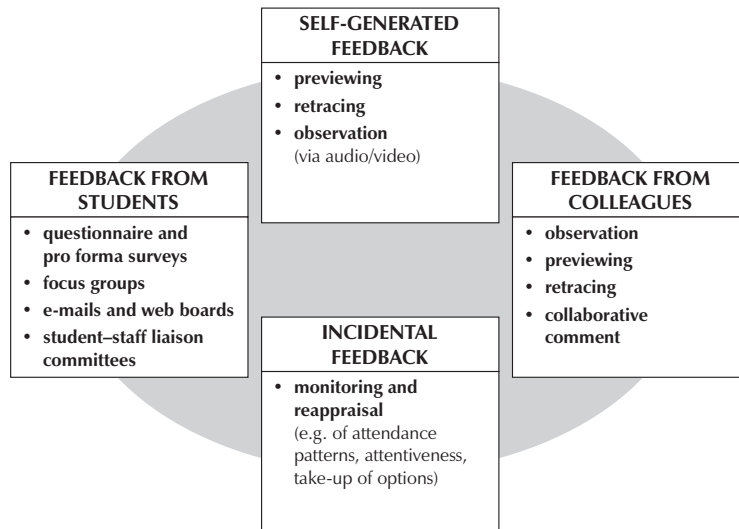 SELF-GENERATED
FEEDBACK
• previewing
• retracing
• observation
(via audio/video)
FEEDBACK FROM
STUDENTS
• questionnaire and
pro forma surveys
• focus groups
• e-mails and web boards
• student–staff liaison
committees
FEEDBACK FROM
COLLEAGUES
• observation
• previewing
• retracing
• collaborative
comment
INCIDENTAL
FEEDBACK
• monitoring and
reappraisal
(e.g. of attendance
patterns, attentiveness,
take-up of options)